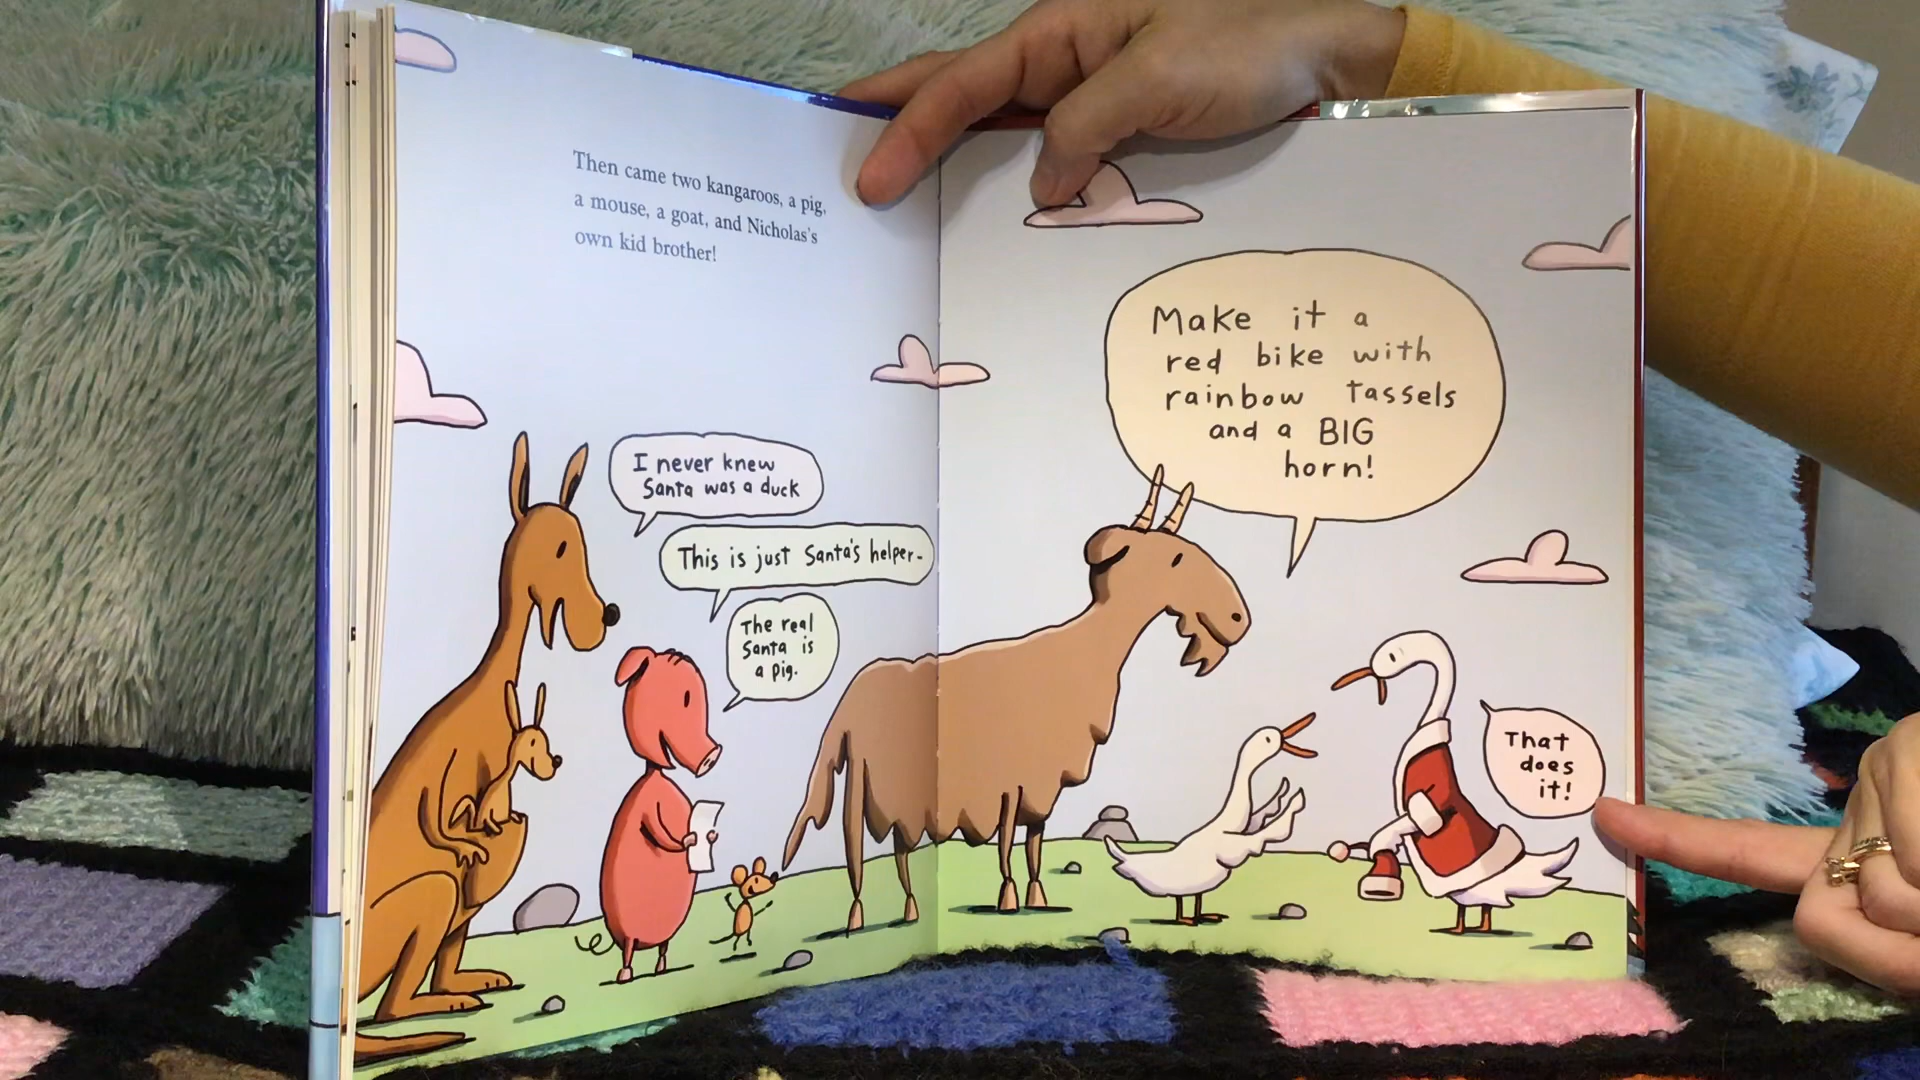 Then came two kangaroos, a pig,
a mouse, a goat, and Nicholas's
own kid brother!
I never knew
Santa was a duck
This is just Santa's helper-
The real
Santa is
a pig.
Make it a
red bike with
rainbow tassels
and a BIG
horn!
That
does
it!